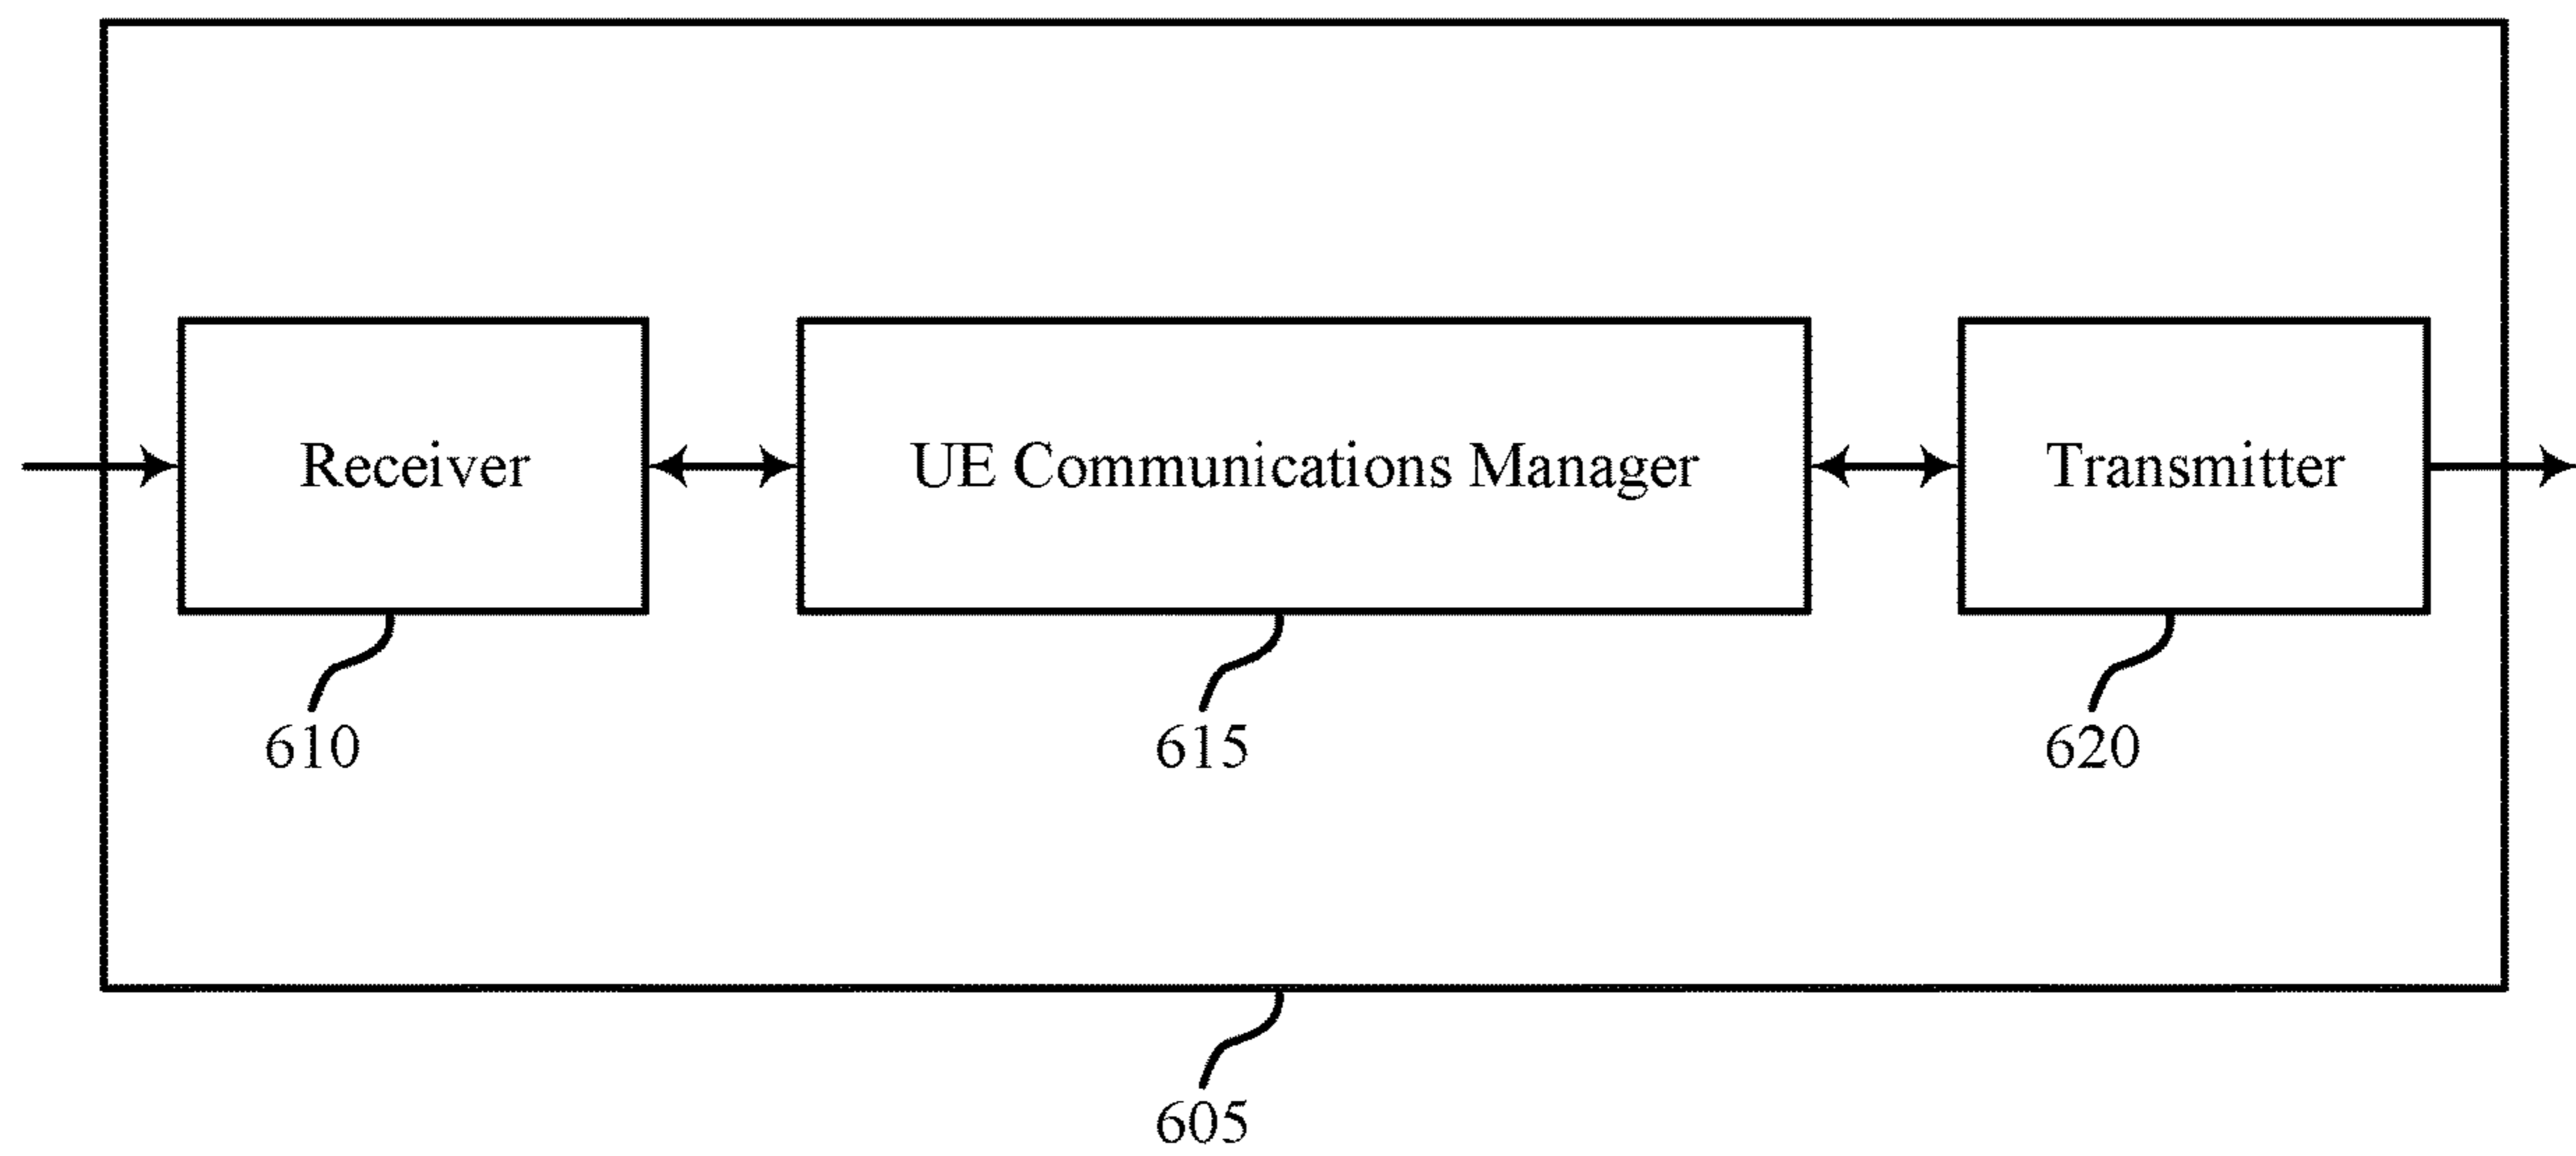 Receiver
UE Communications Manager
Transmitter
610
615
620
605